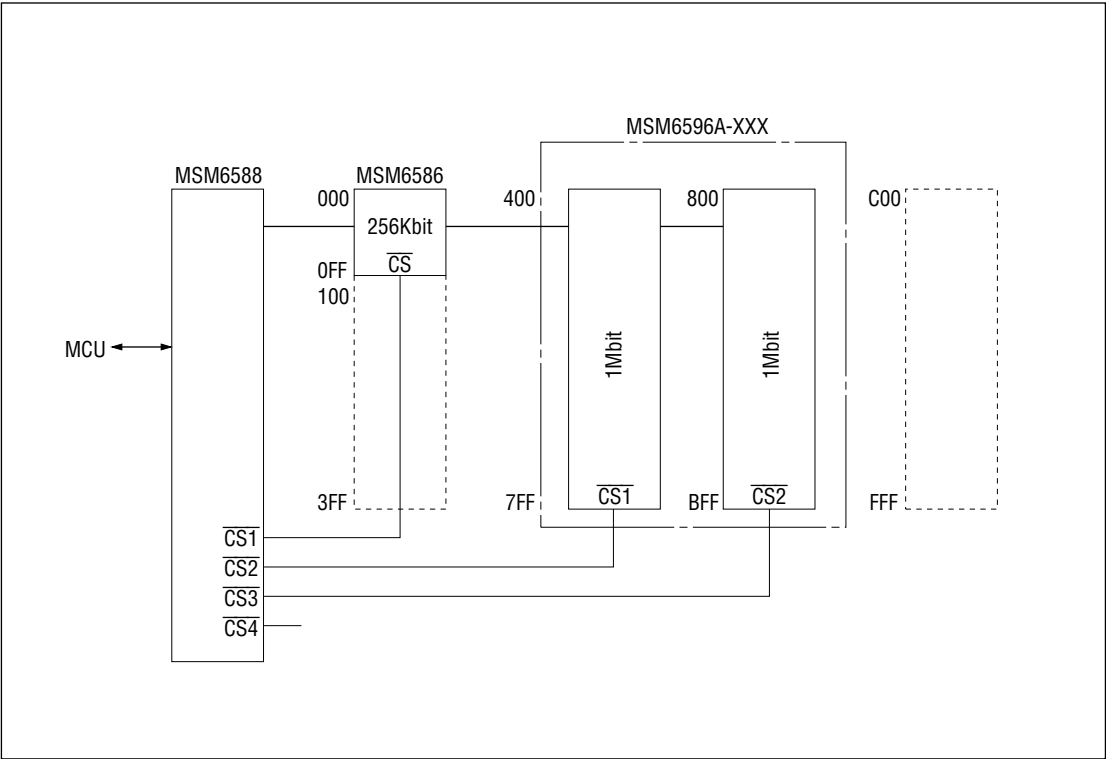 MSM6596A-XXX
MSM6588
MSM6586
000
400
800
C00
256Kbit
CS
0FF
100
MCU
1Mbit
1Mbit
3FF
7FF
CS1
BFF
CS2
FFF
CS1
CS2
CS3
CS4